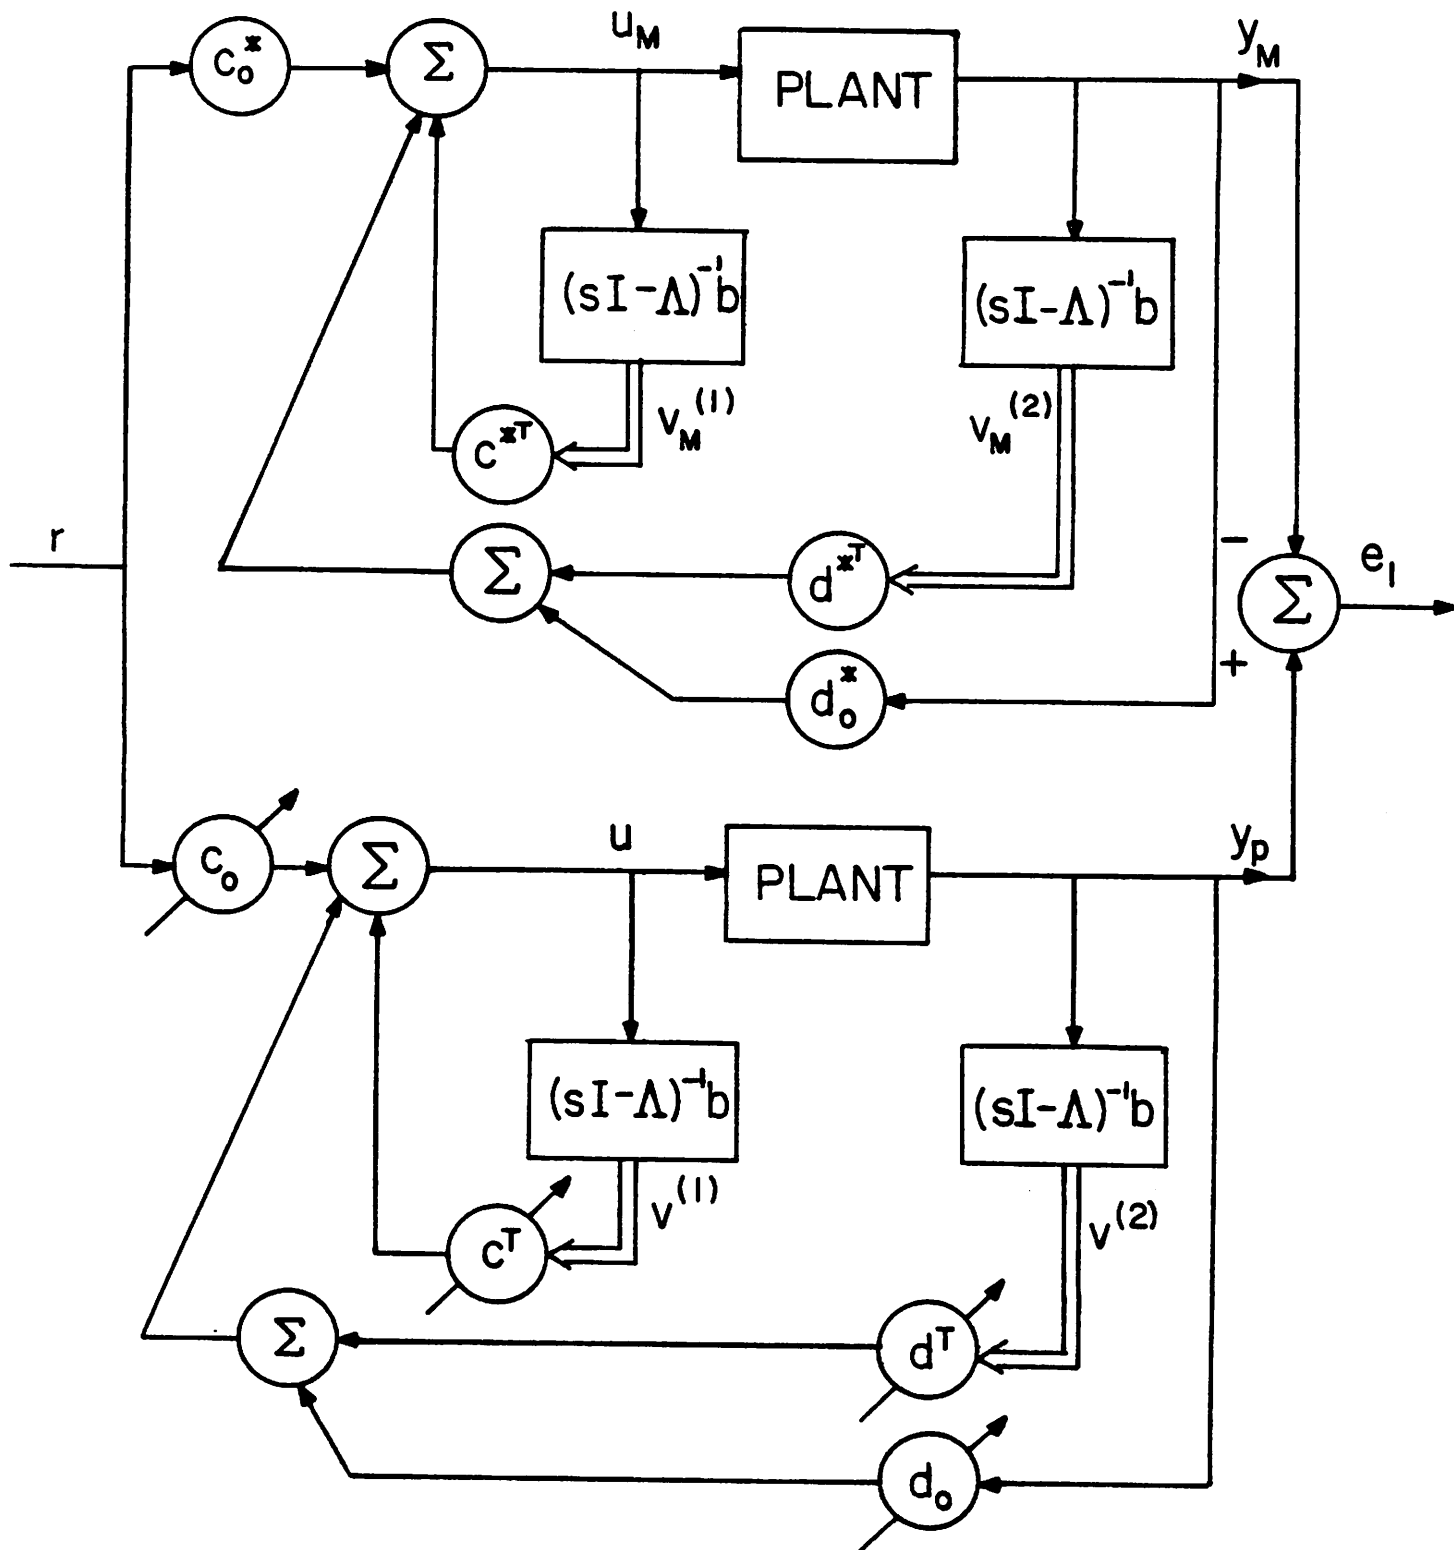 c₀* Σ u_M PLANT y_M
(sI-Λ)⁻¹b (sI-Λ)⁻¹b
v_M⁽¹⁾ v_M⁽²⁾
c*ᵀ
r Σ d*ᵀ − Σ e₁
+
d₀*
c₀ Σ u PLANT y_p
(sI-Λ)⁻¹b (sI-Λ)⁻¹b
v⁽¹⁾ v⁽²⁾
cᵀ
Σ dᵀ
d₀